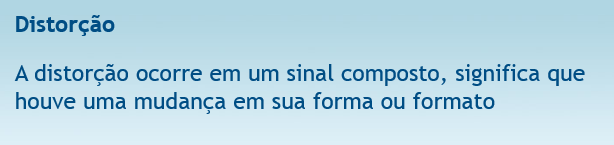 Distorção
A distorção ocorre em um sinal composto, significa que
houve uma mudança em sua forma ou formato